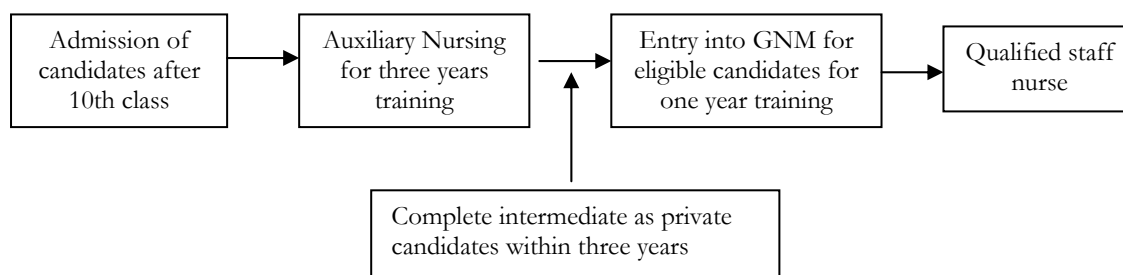 Admission of
candidates after
10th class
Auxiliary Nursing
for three years
training
Entry into GNM for
eligible candidates for
one year training
Qualified staff
nurse
Complete intermediate as private
candidates within three years